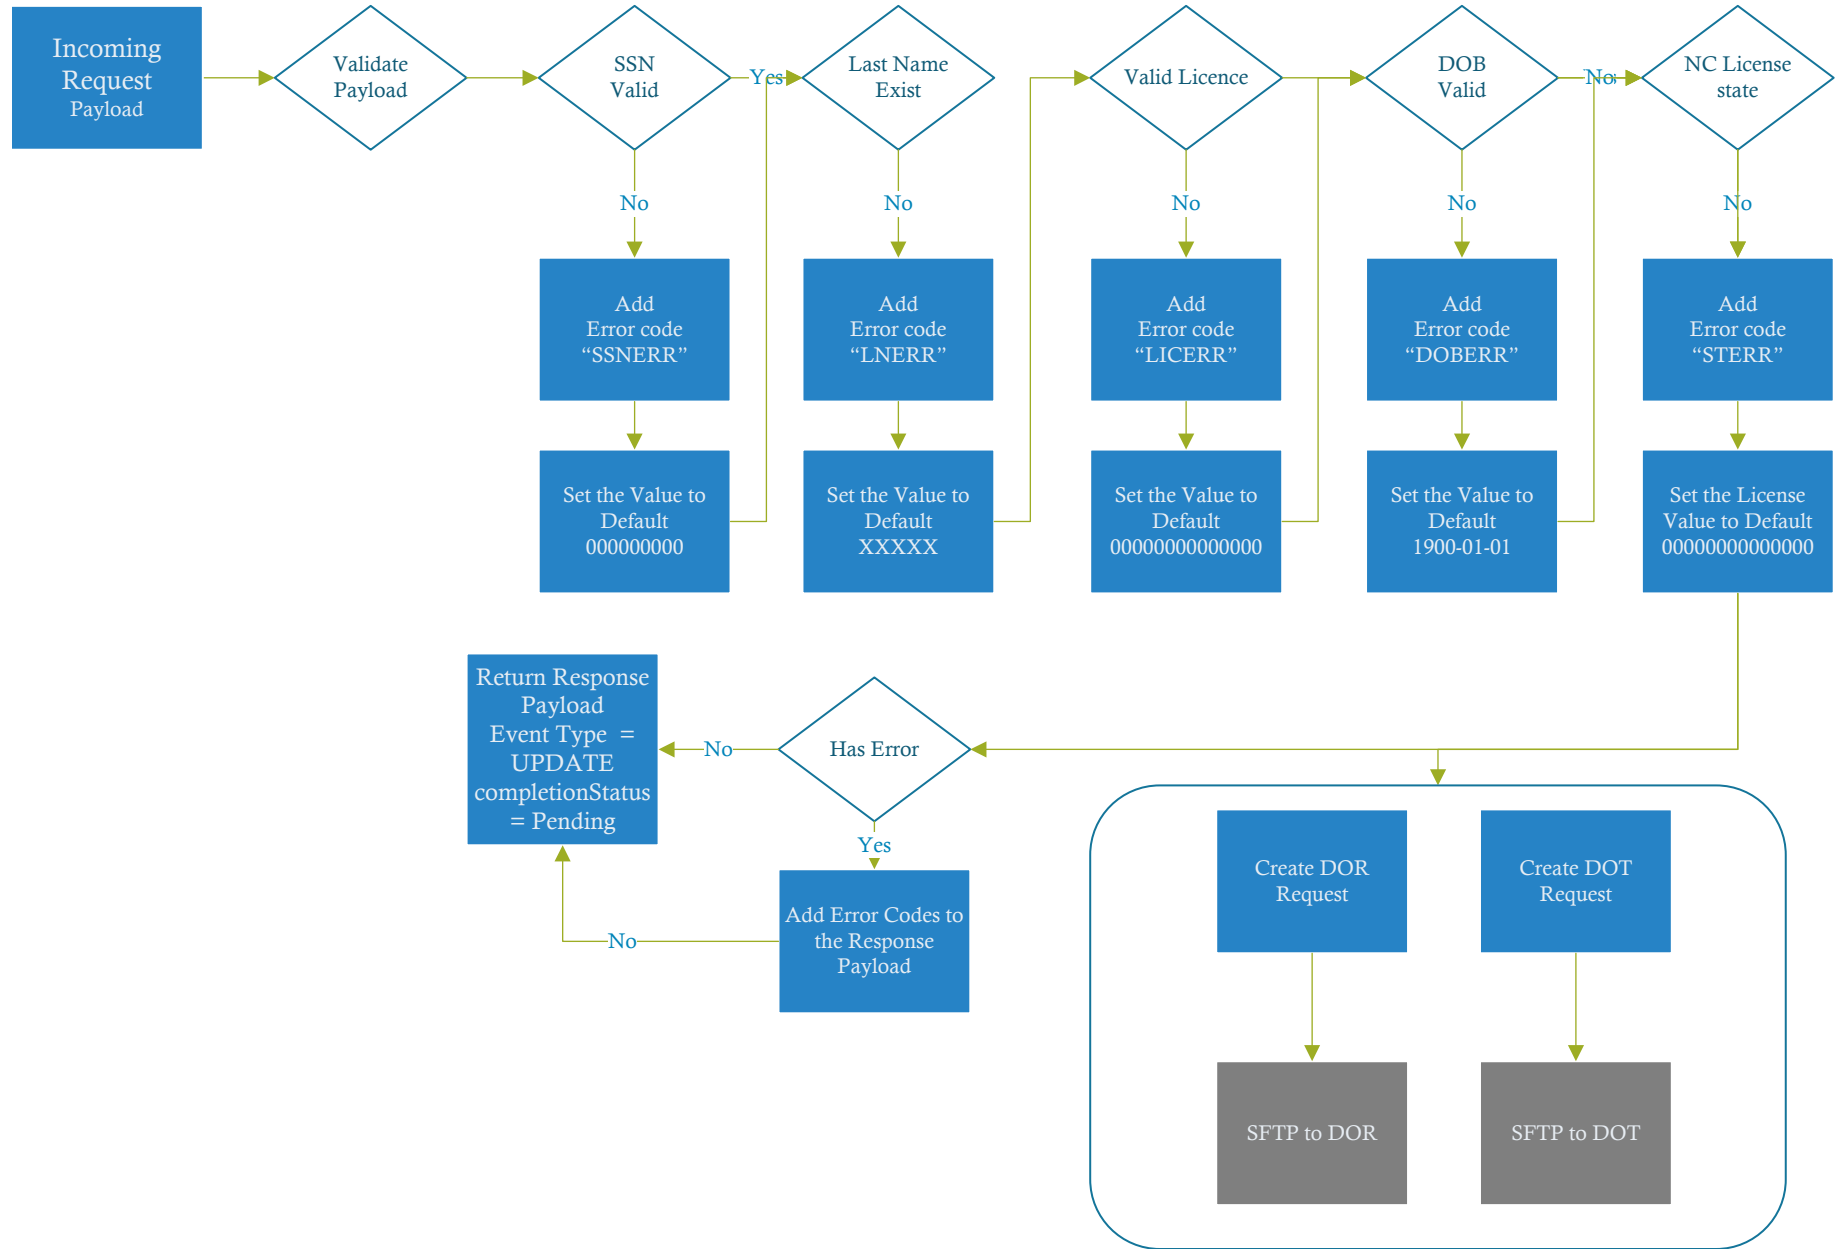 Incoming
Request
Payload
Validate
Payload
SSN
Valid
Yes
Last Name
Exist
Valid Licence
DOB
Valid
No
NC License
state
No
No
No
No
No
Add
Error code
“SSNERR”
Add
Error code
“LNERR”
Add
Error code
“LICERR”
Add
Error code
“DOBERR”
Add
Error code
“STERR”
Set the Value to
Default
000000000
Set the Value to
Default
XXXXX
Set the Value to
Default
00000000000000
Set the Value to
Default
1900-01-01
Set the License
Value to Default
00000000000000
Return Response
Payload
Event Type =
UPDATE
completionStatus
= Pending
No
Has Error
Yes
Add Error Codes to
the Response
Payload
No
Create DOR
Request
Create DOT
Request
SFTP to DOR
SFTP to DOT